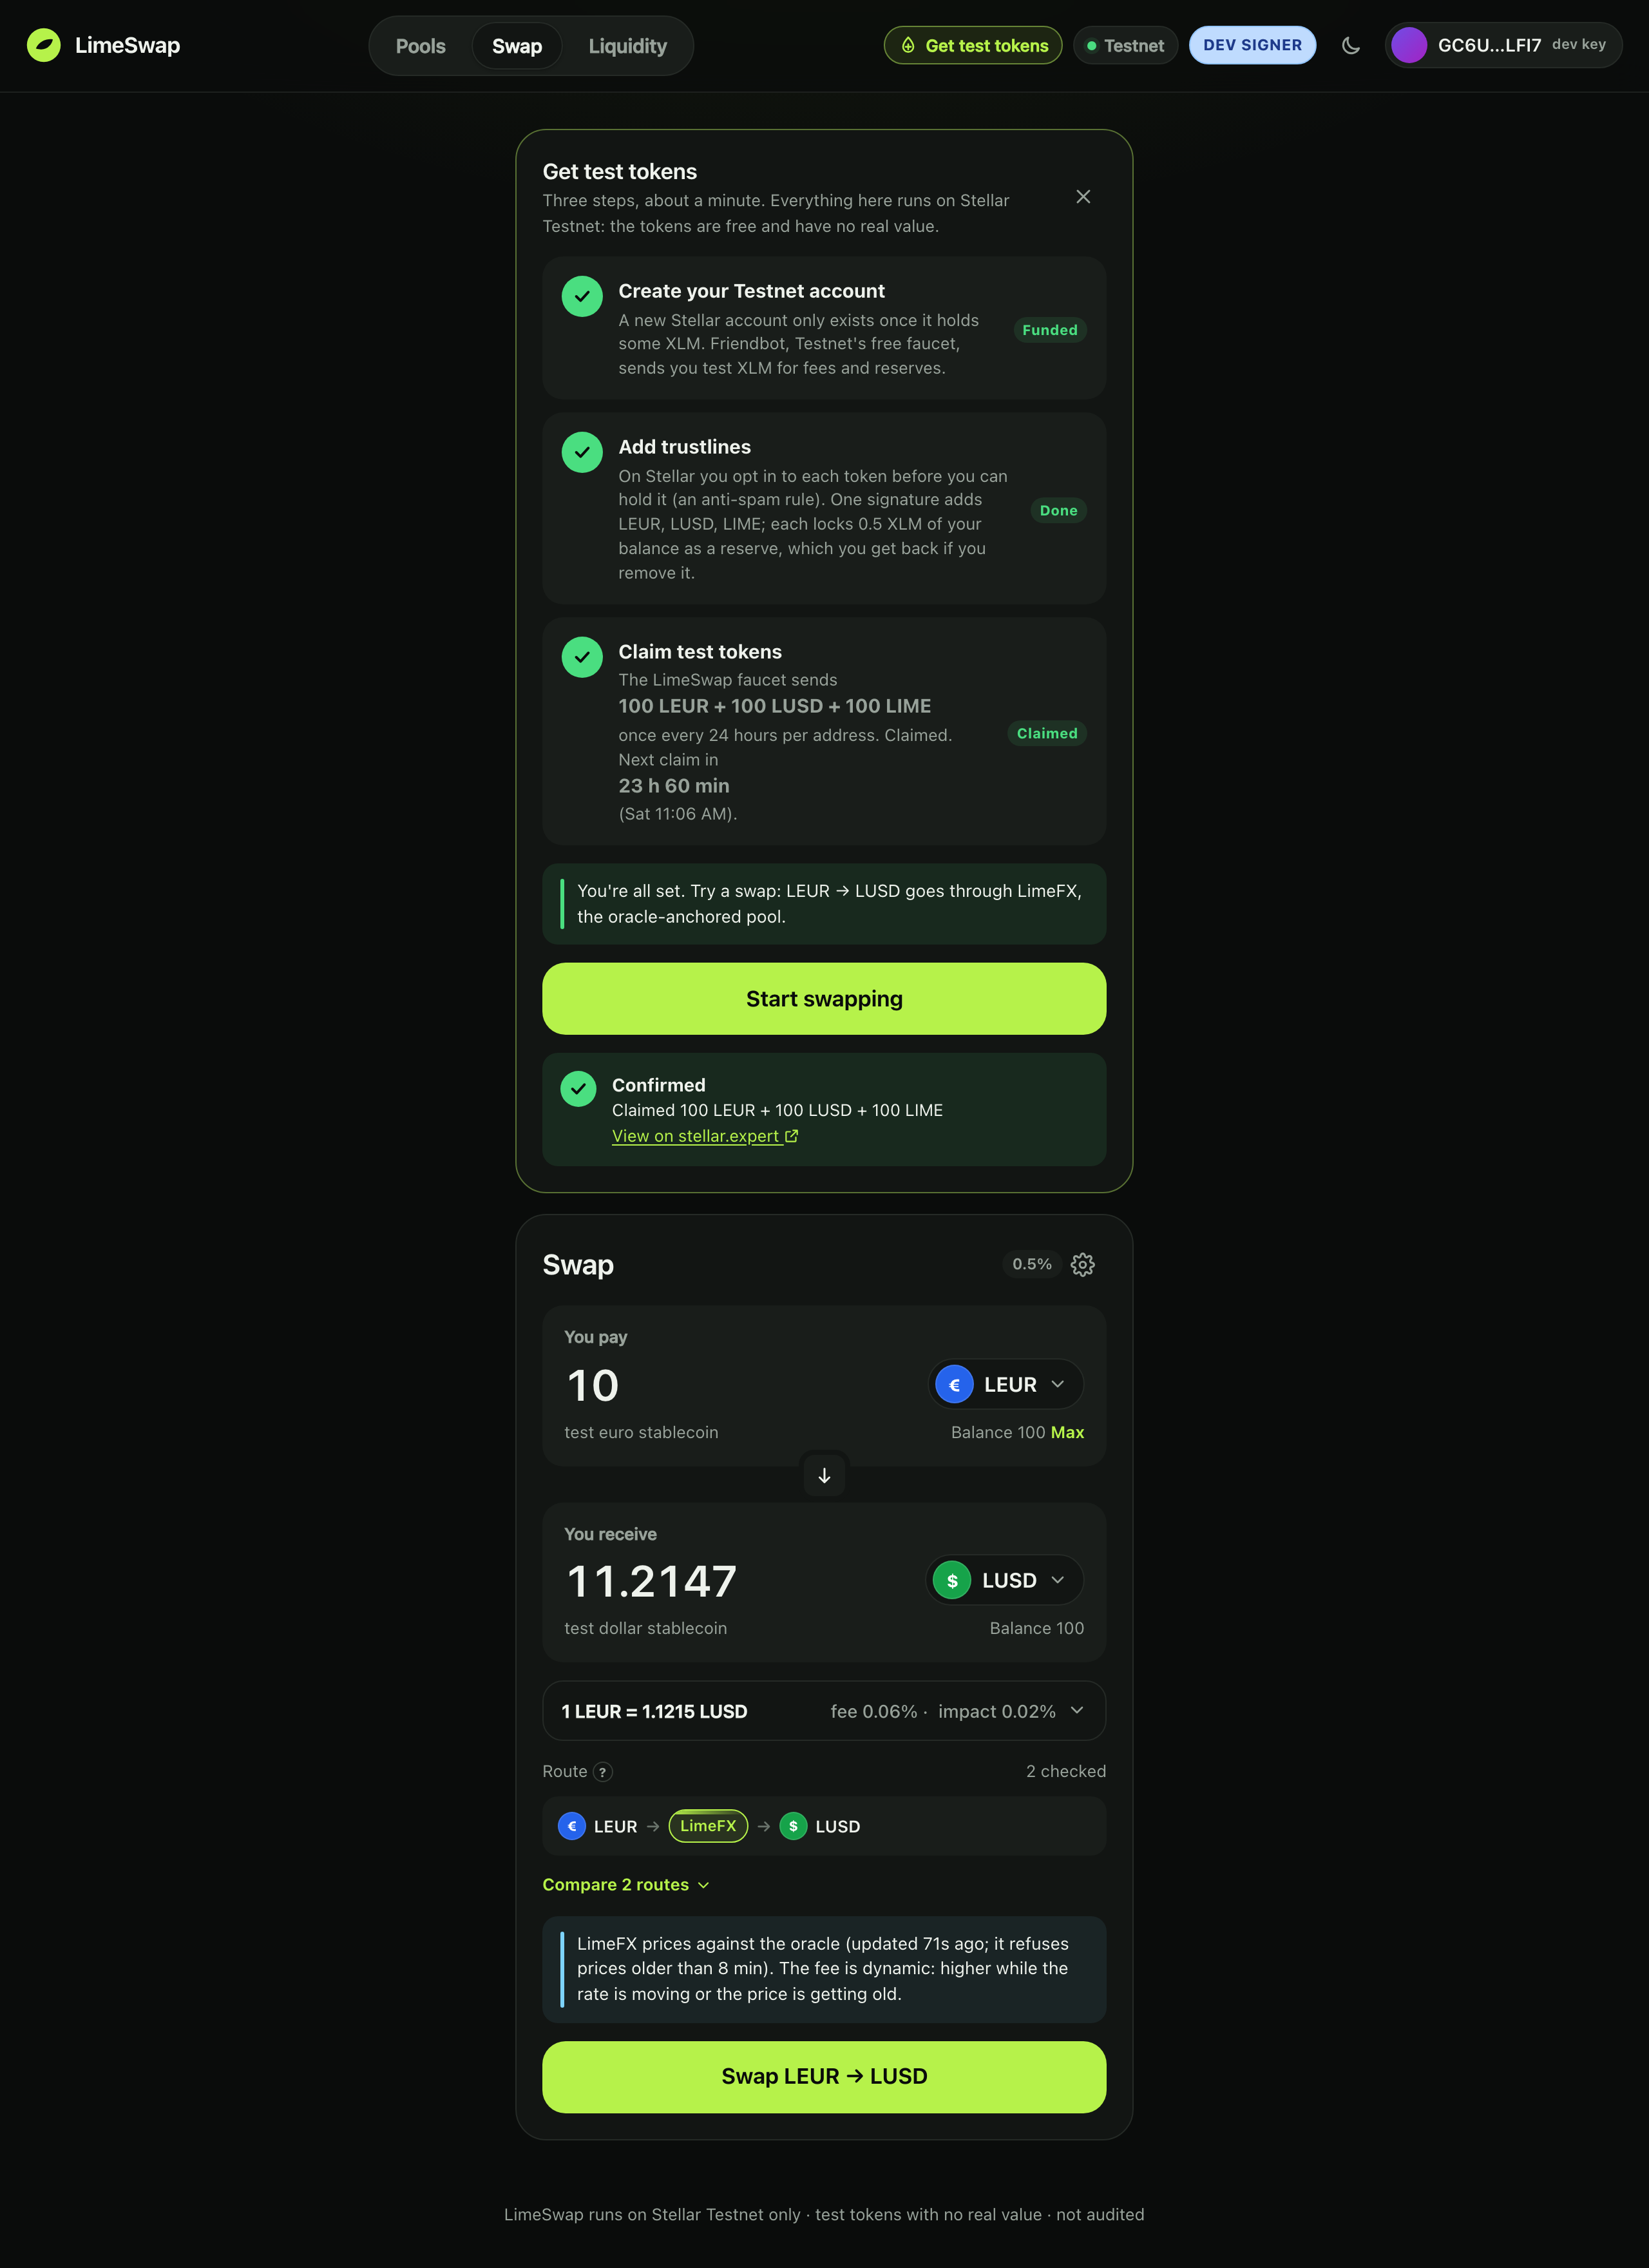 LimeSwap
Pools
Swap
Liquidity
Get test tokens
Testnet
DEV SIGNER
GC6U...LFI7 dev key
Get test tokens
Three steps, about a minute. Everything here runs on Stellar
Testnet: the tokens are free and have no real value.
Create your Testnet account
A new Stellar account only exists once it holds
some XLM. Friendbot, Testnet's free faucet,
sends you test XLM for fees and reserves.
Funded
Add trustlines
On Stellar you opt in to each token before you can
hold it (an anti-spam rule). One signature adds
LEUR, LUSD, LIME; each locks 0.5 XLM of your
balance as a reserve, which you get back if you
remove it.
Done
Claim test tokens
The LimeSwap faucet sends
100 LEUR + 100 LUSD + 100 LIME
once every 24 hours per address. Claimed.
Next claim in
23 h 60 min
(Sat 11:06 AM).
Claimed
You're all set. Try a swap: LEUR → LUSD goes through LimeFX,
the oracle-anchored pool.
Start swapping
Confirmed
Claimed 100 LEUR + 100 LUSD + 100 LIME
View on stellar.expert
Swap
0.5%
You pay
10
€ LEUR
test euro stablecoin
Balance 100 Max
You receive
11.2147
$ LUSD
test dollar stablecoin
Balance 100
1 LEUR = 1.1215 LUSD
fee 0.06% · impact 0.02%
Route ?
2 checked
€ LEUR → LimeFX → $ LUSD
Compare 2 routes
LimeFX prices against the oracle (updated 71s ago; it refuses
prices older than 8 min). The fee is dynamic: higher while the
rate is moving or the price is getting old.
Swap LEUR → LUSD
LimeSwap runs on Stellar Testnet only · test tokens with no real value · not audited